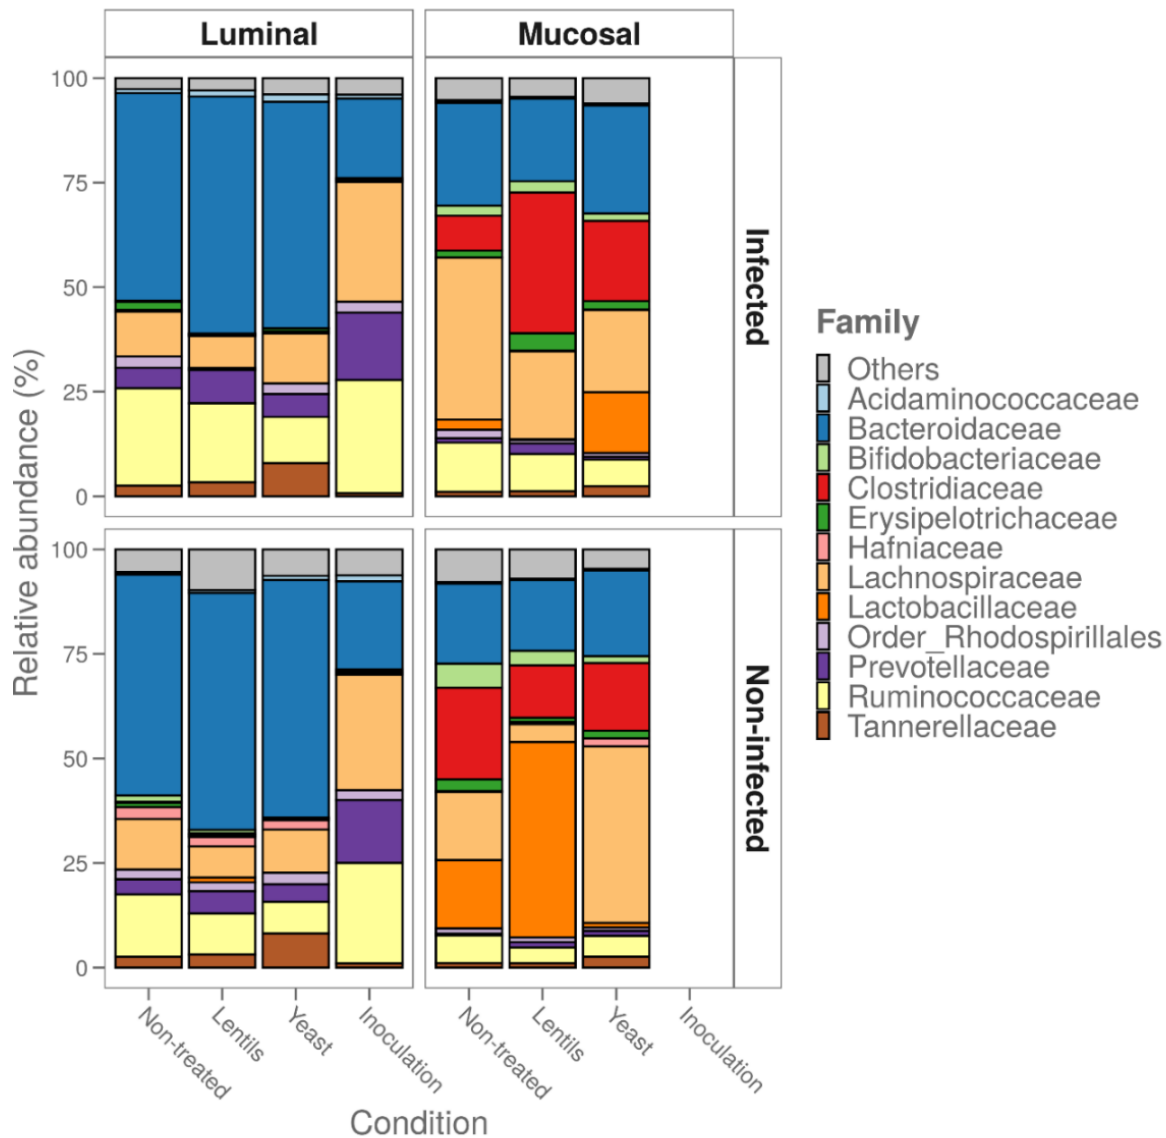 Luminal
Mucosal
100
75
50
25
0
Infected
100
75
50
25
0
Non-infected
Relative abundance (%)
Non-treated
Lentils
Yeast
Inoculation
Non-treated
Lentils
Yeast
Inoculation
Condition
Family
Others
Acidaminococcaceae
Bacteroidaceae
Bifidobacteriaceae
Clostridiaceae
Erysipelotrichaceae
Hafniaceae
Lachnospiraceae
Lactobacillaceae
Order_Rhodospirillales
Prevotellaceae
Ruminococcaceae
Tannerellaceae